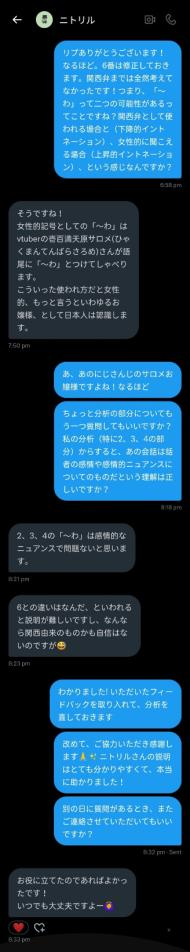 ニトリル
リプありがとうございます！
なるほど。6番は修正しておき
ます。関西弁までは全然考えて
なかったです！つまり、「〜
わ」って二つの可能性があるっ
てことですね？関西弁として使
われる場合と（下降的イント
ネーション）、女性的に聞こえ
る場合（上昇的イントネーショ
ン）、という感じなんですか？
6:58 pm
そうですね！
女性的記号としての「〜わ」は
vtuberの壱百満天原サロメ(ひゃ
くまんてんばらさろめ)さんが語
尾に「〜わ」とつけてしゃべり
ます。
こういった使われ方だと女性
的、もっと言うといわゆるお
嬢様、として日本人は認識しま
す。
7:50 pm
あ、あのにじさんじのサロメお
嬢様ですよね！なるほど
ちょっと分析の部分についても
う一つ質問してもいいですか？
私の分析（特に2、3、4の部
分）からすると、あの会話は話
者の感情や感情的ニュアンスに
ついてのものだという理解は正
しいですか？
8:18 pm
2、3、4の「〜わ」は感情的な
ニュアンスで問題ないと思いま
す。
8:21 pm
6との違いはなんだ、といわれる
と説明が難しいですし、なんな
ら関西由来のものかも自信はな
いのですが😅
8:23 pm
わかりました! いただいたフィー
ドバックを取り入れて、分析を
直しておきます
改めて、ご協力いただき感謝し
ます🙏✨ ニトリルさんの説明
はとても分かりやすくて、本当
に助かりました！
別の日に質問があるとき、また
ご連絡させていただいてもいい
ですか？
8:32 pm · Sent
お役に立てたのであればよかっ
たです！
いつでも大丈夫ですよー🙆‍♀️
8:33 pm